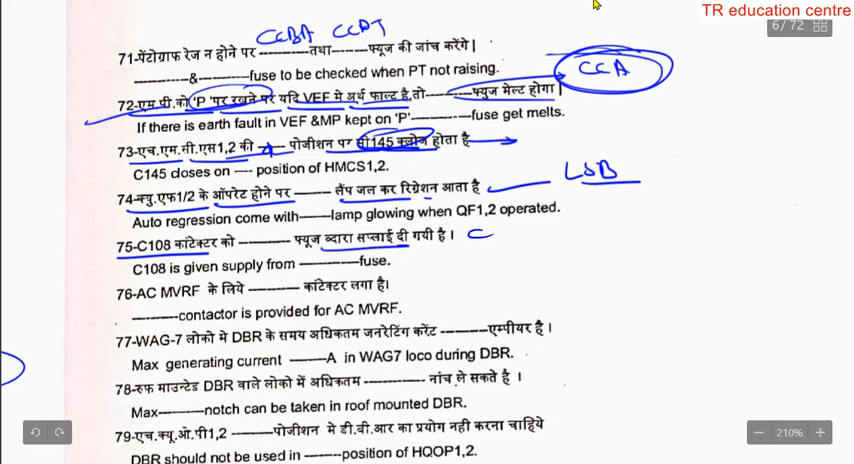 TR education centre
6 / 72
CCBA CCPT
71-पेंटोग्राफ रेज न होने पर ----------तथा-------फ्यूज की जांच करेंगे|
-----------&----------fuse to be checked when PT not raising.
CCA
72-एम.पी.को 'P 'पर रखने पर यदि VEF मे अर्थ फाल्ट है,तो----------फ्युज मेल्ट होगा|
If there is earth fault in VEF &MP kept on 'P'------------fuse get melts.
73-एच.एम.सी.एस1,2 की 4 पोजीशन पर सी145 क्लोज होता है
C145 closes on ---- position of HMCS1,2.
LSB
74-क्यु.एफ1/2 के ऑपरेट होने पर -------- लैंप जल कर रिग्रेशन आता है
Auto regression come with-------lamp glowing when QF1,2 operated.
75-C108 कांटेक्टर को ------------ फ्यूज व्दारा सप्लाई दी गयी है। C
C108 is given supply from -------------fuse.
76-AC MVRF के लिये ----------- कांटेक्टर लगा है।
-----------contactor is provided for AC MVRF.
77-WAG-7 लोको मे DBR के समय अधिकतम जनरेटिंग करेंट ----------एम्पीयर है ।
Max generating current --------A in WAG7 loco during DBR.
78-रुफ माउन्टेड DBR वाले लोको में अधिकतम ------------- नांच ले सकते है ।
Max----------notch can be taken in roof mounted DBR.
79-एच.क्यू.ओ.पी1,2 ----------पोजीशन मे डी.वी.आर का प्रयोग नही करना चाहिये
DBR should not be used in --------position of HQOP1,2.
210%